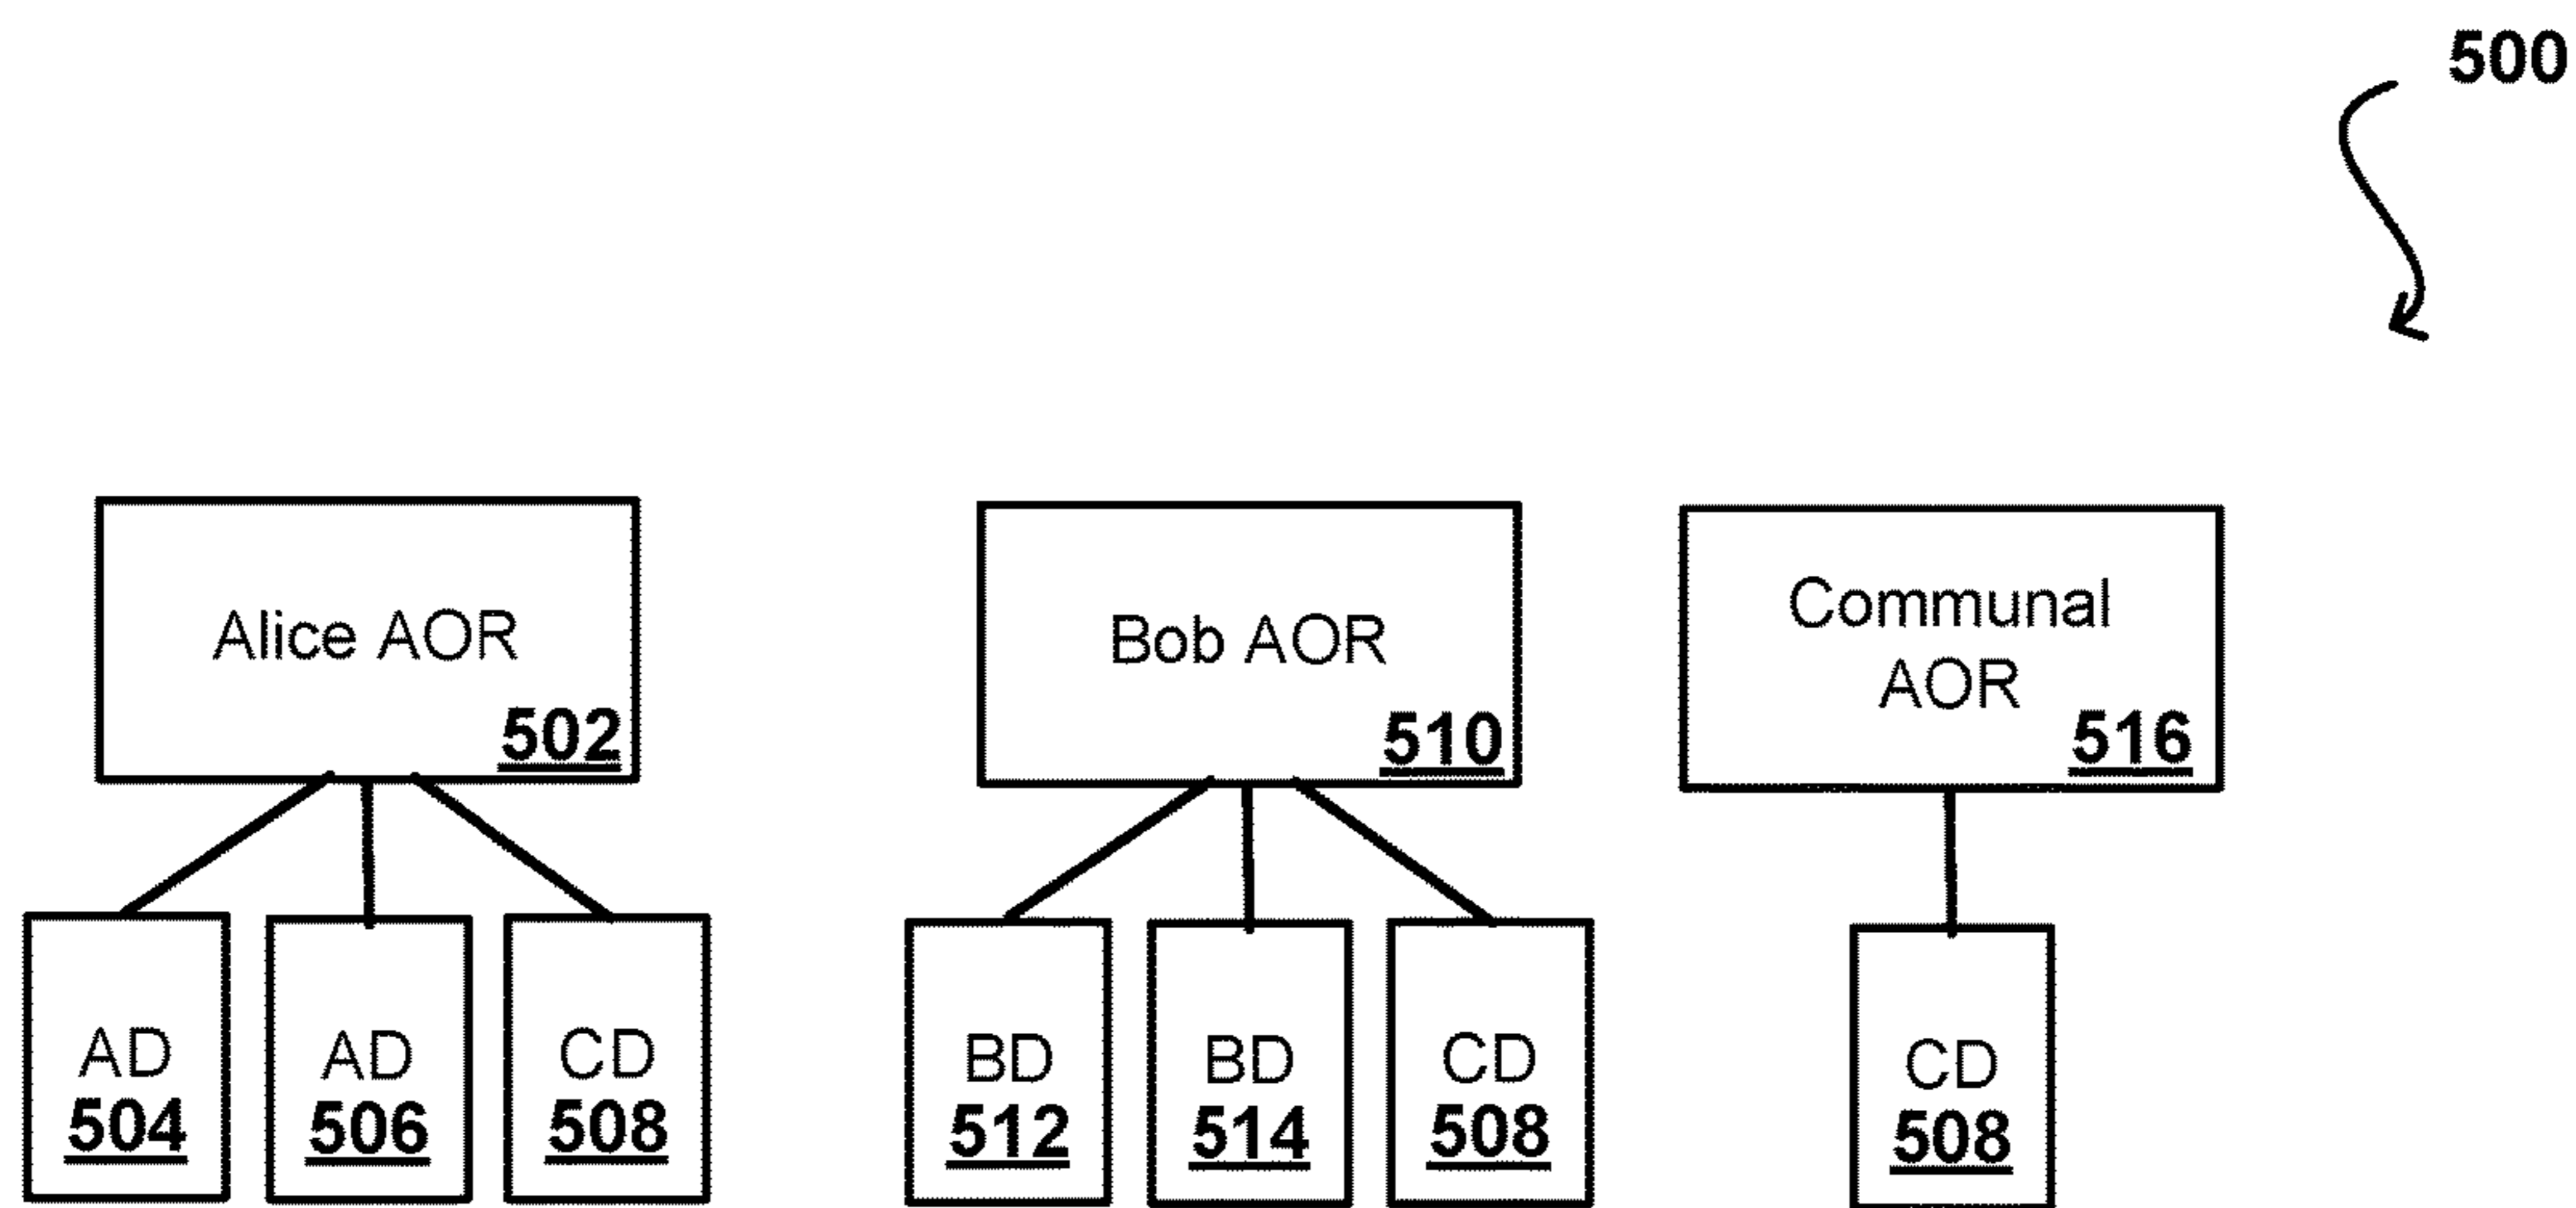 500
Alice AOR
502
Bob AOR
510
Communal
AOR
516
AD
504
AD
506
CD
508
BD
512
BD
514
CD
508
CD
508